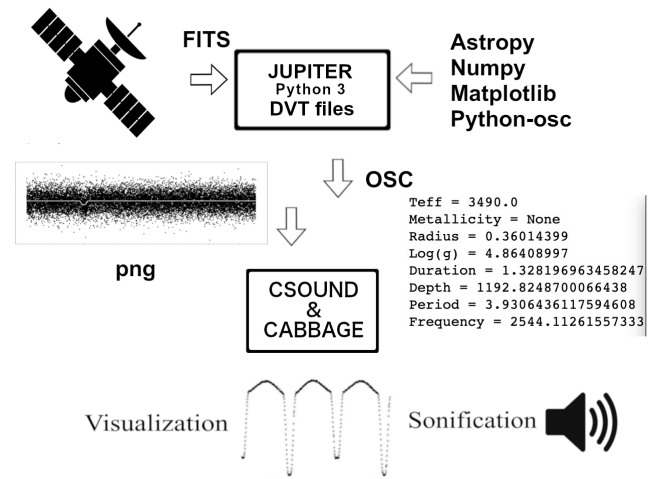 FITS
JUPITER
Python 3
DVT files
Astropy
Numpy
Matplotlib
Python-osc
OSC
png
Teff = 3490.0
Metallicity = None
Radius = 0.36014399
Log(g) = 4.86408997
Duration = 1.328196963458247
Depth = 1192.8248700066438
Period = 3.9306436117594608
Frequency = 2544.11261557333
CSOUND
&
CABBAGE
Visualization
Sonification